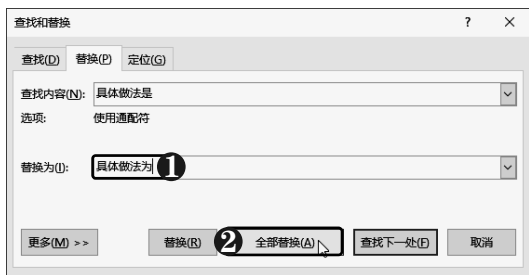 查找和替换 ? ×
查找(D) 替换(P) 定位(G)
查找内容(N): 具体做法是
选项: 使用通配符
替换为(I): 具体做法为 1
更多(M) >> 替换(R) 2 全部替换(A) 查找下一处(F) 取消